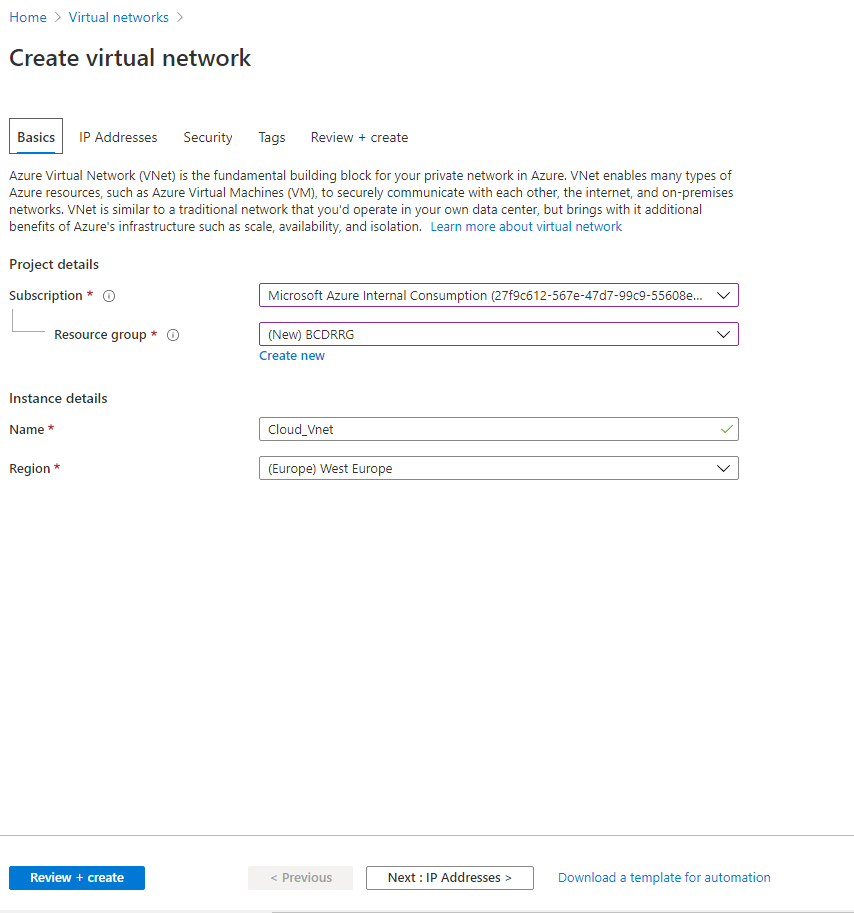 Home > Virtual networks >
Create virtual network
Basics IP Addresses Security Tags Review + create
Azure Virtual Network (VNet) is the fundamental building block for your private network in Azure. VNet enables many types of
Azure resources, such as Azure Virtual Machines (VM), to securely communicate with each other, the internet, and on-premises
networks. VNet is similar to a traditional network that you'd operate in your own data center, but brings with it additional
benefits of Azure's infrastructure such as scale, availability, and isolation. Learn more about virtual network
Project details
Subscription * Microsoft Azure Internal Consumption (27f9c612-567e-47d7-99c9-55608e...
Resource group * (New) BCDRRG
Create new
Instance details
Name * Cloud_Vnet
Region * (Europe) West Europe
Review + create < Previous Next : IP Addresses > Download a template for automation